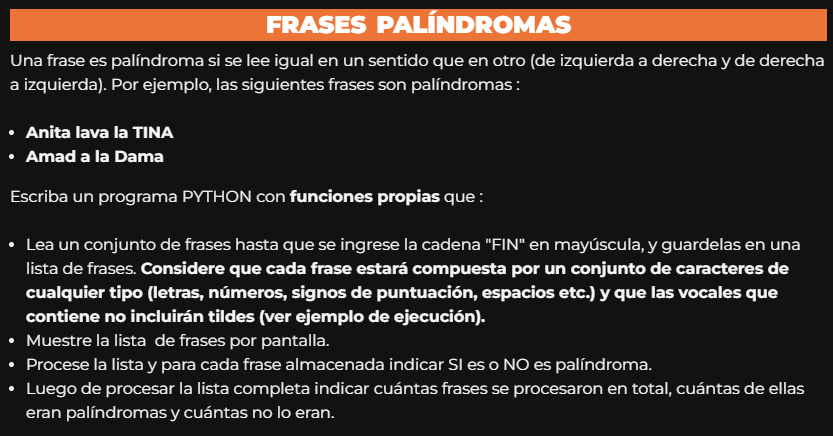 FRASES PALÍNDROMAS
Una frase es palíndroma si se lee igual en un sentido que en otro (de izquierda a derecha y de derecha
a izquierda). Por ejemplo, las siguientes frases son palíndromas :
• Anita lava la TINA
• Amad a la Dama
Escriba un programa PYTHON con funciones propias que :
• Lea un conjunto de frases hasta que se ingrese la cadena "FIN" en mayúscula, y guardelas en una
lista de frases. Considere que cada frase estará compuesta por un conjunto de caracteres de
cualquier tipo (letras, números, signos de puntuación, espacios etc.) y que las vocales que
contiene no incluirán tildes (ver ejemplo de ejecución).
• Muestre la lista de frases por pantalla.
• Procese la lista y para cada frase almacenada indicar SI es o NO es palíndroma.
• Luego de procesar la lista completa indicar cuántas frases se procesaron en total, cuántas de ellas
eran palíndromas y cuántas no lo eran.